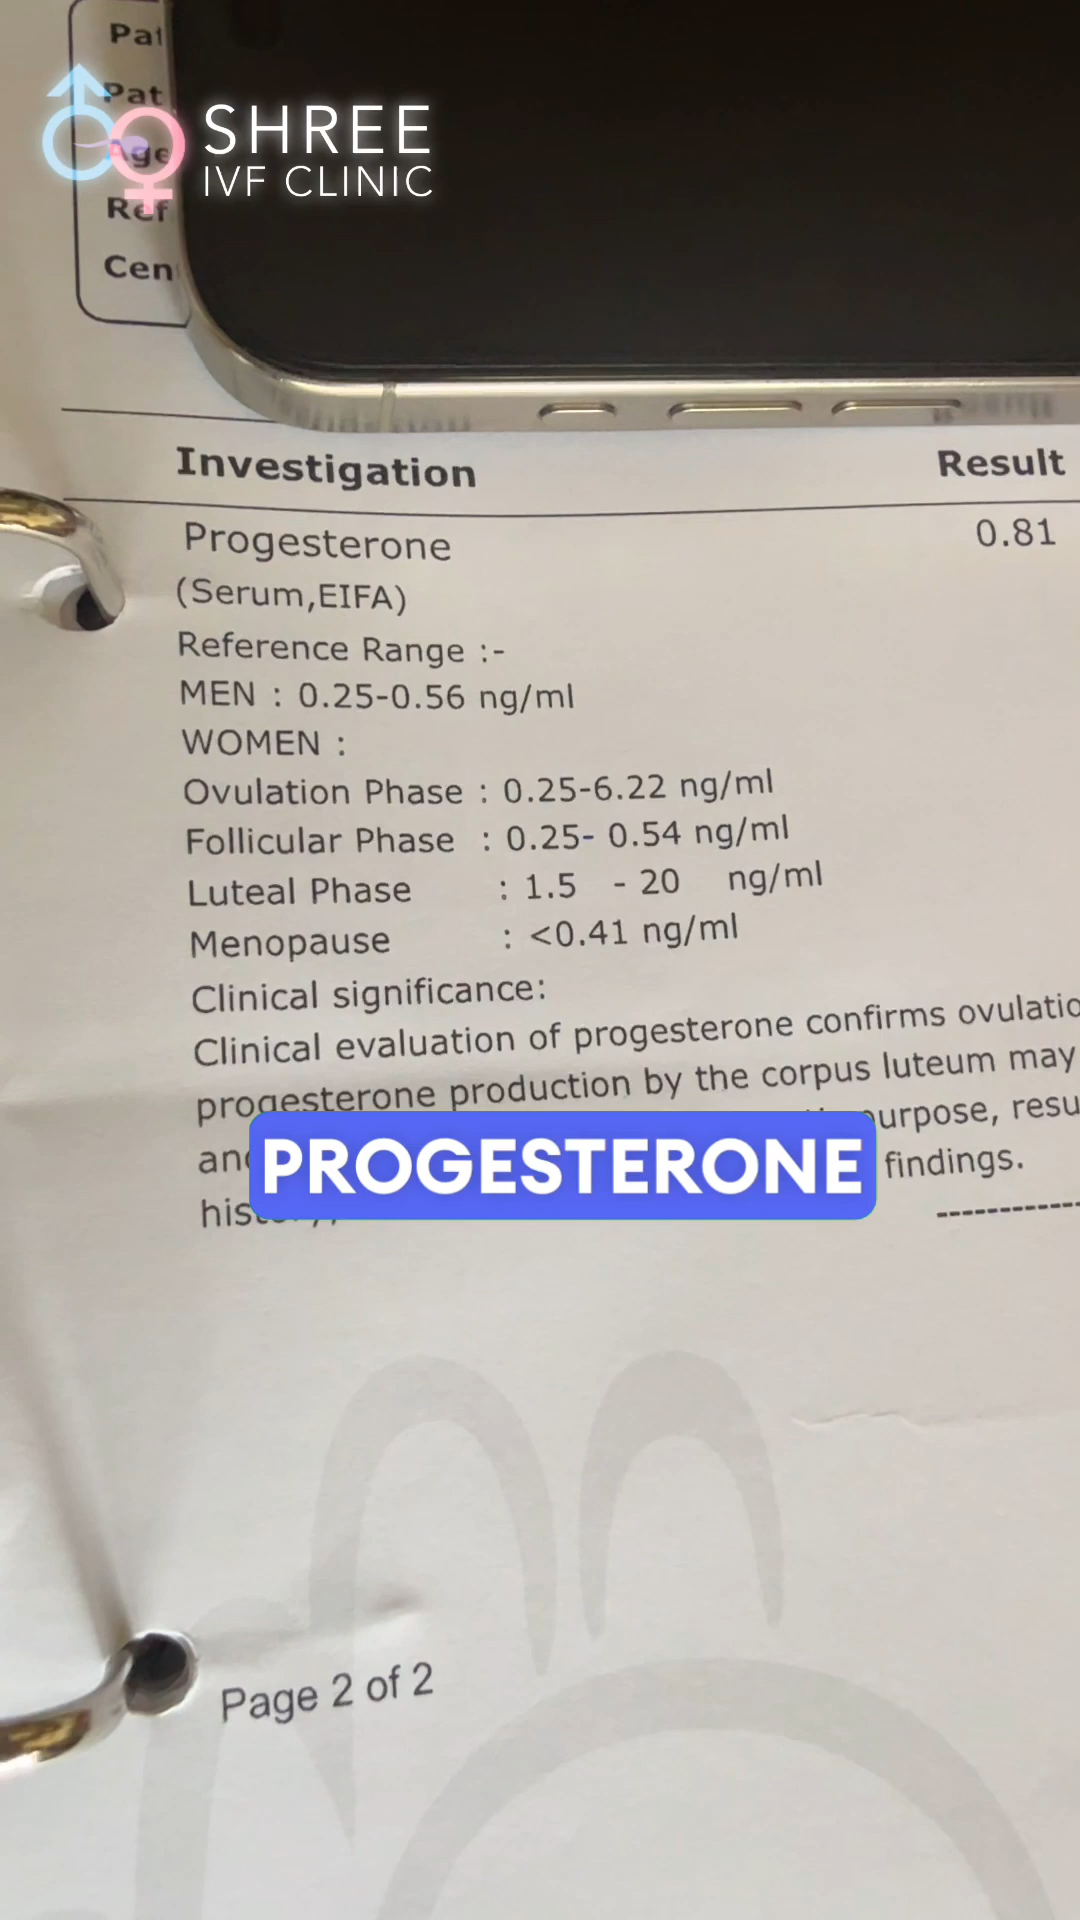 Pat
SHREE
IVF CLINIC
Age
Ref
Cen
Investigation Result
Progesterone 0.81
(Serum,EIFA)
Reference Range :-
MEN : 0.25-0.56 ng/ml
WOMEN :
Ovulation Phase : 0.25-6.22 ng/ml
Follicular Phase : 0.25- 0.54 ng/ml
Luteal Phase : 1.5 - 20 ng/ml
Menopause : <0.41 ng/ml
Clinical significance:
Clinical evaluation of progesterone confirms ovulatio
progesterone production by the corpus luteum may
PROGESTERONE
findings.
Page 2 of 2